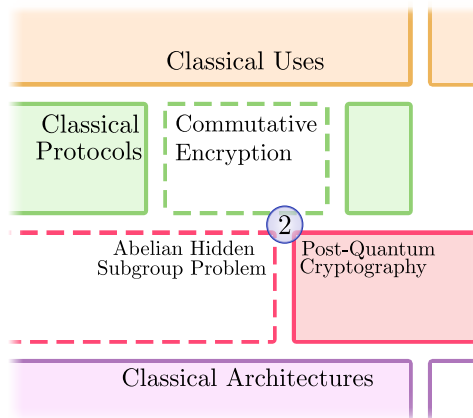 Classical Uses
Classical
Protocols
Commutative
Encryption
2
Abelian Hidden
Subgroup Problem
Post-Quantum
Cryptography
Classical Architectures